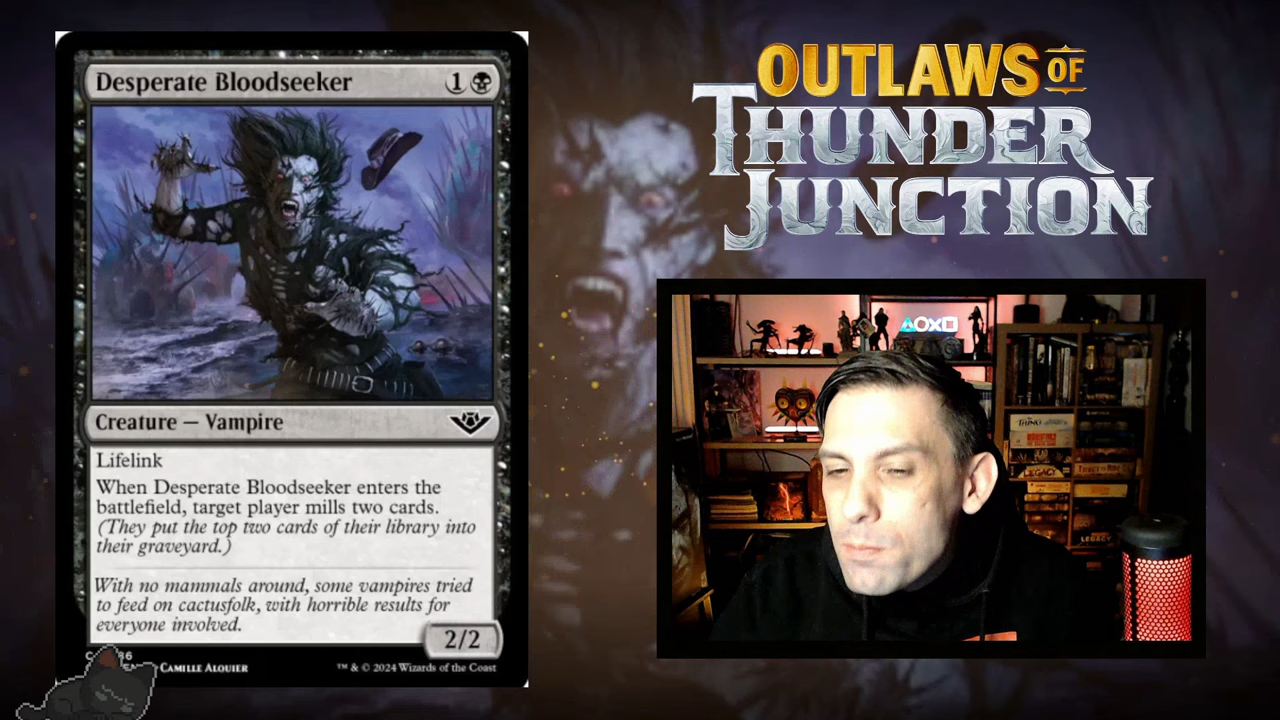 Desperate Bloodseeker 1
Creature — Vampire
Lifelink
When Desperate Bloodseeker enters the
battlefield, target player mills two cards.
(They put the top two cards of their library into
their graveyard.)
With no mammals around, some vampires tried
to feed on cactusfolk, with horrible results for
everyone involved.
2/2
CAMILLE ALQUIER
™ & © 2024 Wizards of the Coast
OUTLAWS OF
THUNDER
JUNCTION
THING
LEGACY
LEGACY